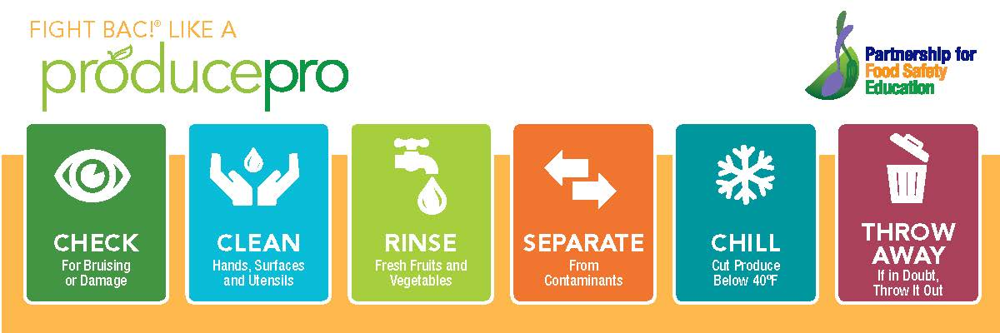 FIGHT BAC!® LIKE A
producepro
Partnership for
Food Safety
Education
CHECK
For Bruising
or Damage
CLEAN
Hands, Surfaces
and Utensils
RINSE
Fresh Fruits and
Vegetables
SEPARATE
From
Contaminants
CHILL
Cut Produce
Below 40°F
THROW
AWAY
If in Doubt,
Throw It Out